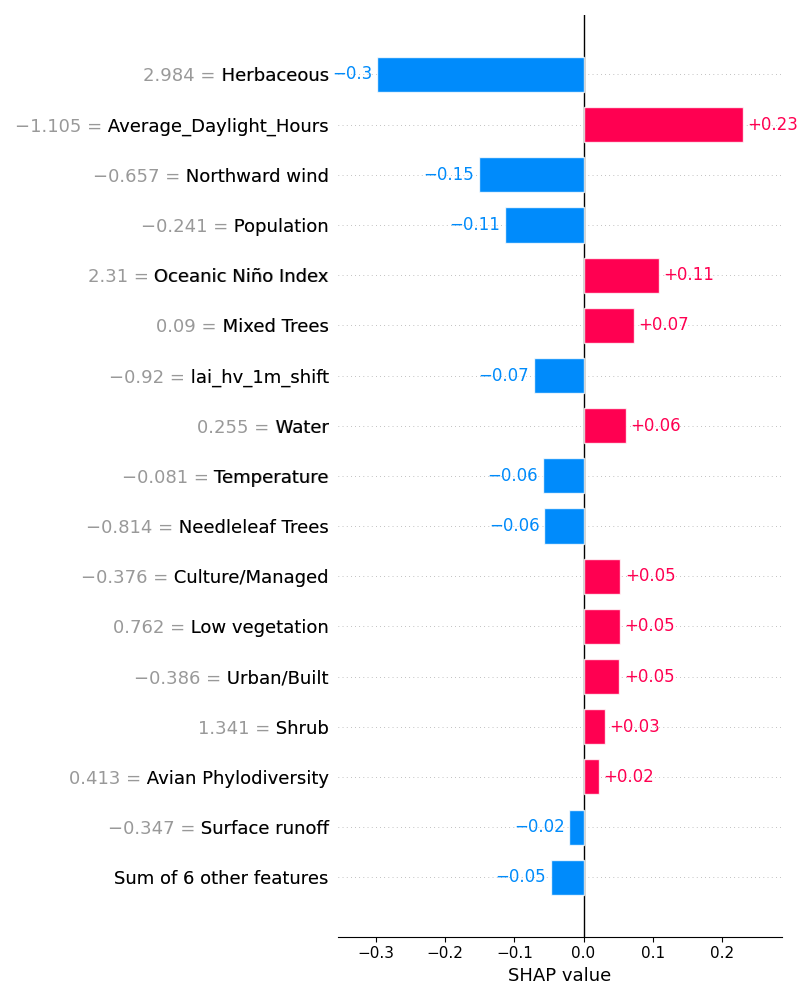 2.984 = Herbaceous −0.3
−1.105 = Average_Daylight_Hours +0.23
−0.657 = Northward wind −0.15
−0.241 = Population −0.11
2.31 = Oceanic Niño Index +0.11
0.09 = Mixed Trees +0.07
−0.92 = lai_hv_1m_shift −0.07
0.255 = Water +0.06
−0.081 = Temperature −0.06
−0.814 = Needleleaf Trees −0.06
−0.376 = Culture/Managed +0.05
0.762 = Low vegetation +0.05
−0.386 = Urban/Built +0.05
1.341 = Shrub +0.03
0.413 = Avian Phylodiversity +0.02
−0.347 = Surface runoff −0.02
Sum of 6 other features −0.05
−0.3 −0.2 −0.1 0.0 0.1 0.2
SHAP value